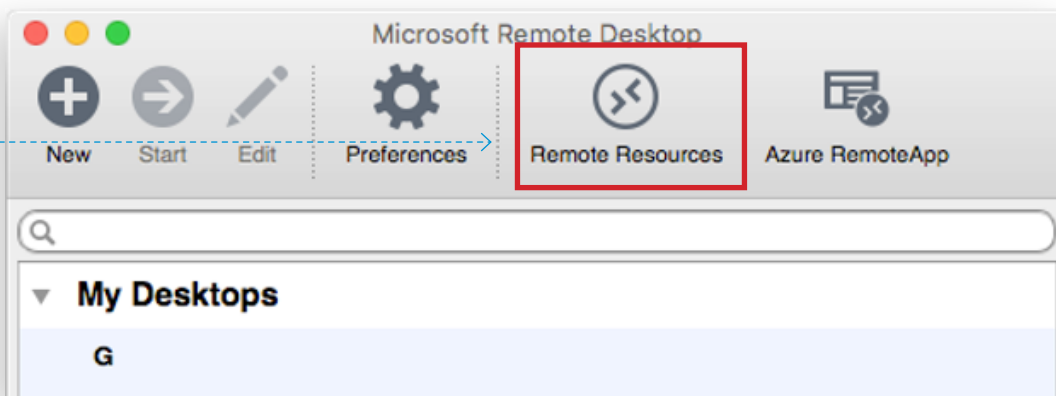 Microsoft Remote Desktop
New Start Edit Preferences Remote Resources Azure RemoteApp
My Desktops
G